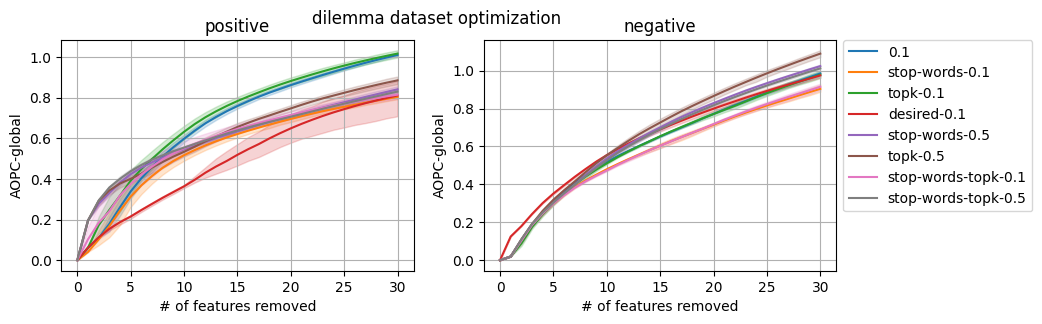 dilemma dataset optimization
positive
AOPC-global
1.0
0.8
0.6
0.4
0.2
0.0
0 5 10 15 20 25 30
# of features removed
negative
AOPC-global
1.0
0.8
0.6
0.4
0.2
0.0
0 5 10 15 20 25 30
# of features removed
0.1
stop-words-0.1
topk-0.1
desired-0.1
stop-words-0.5
topk-0.5
stop-words-topk-0.1
stop-words-topk-0.5